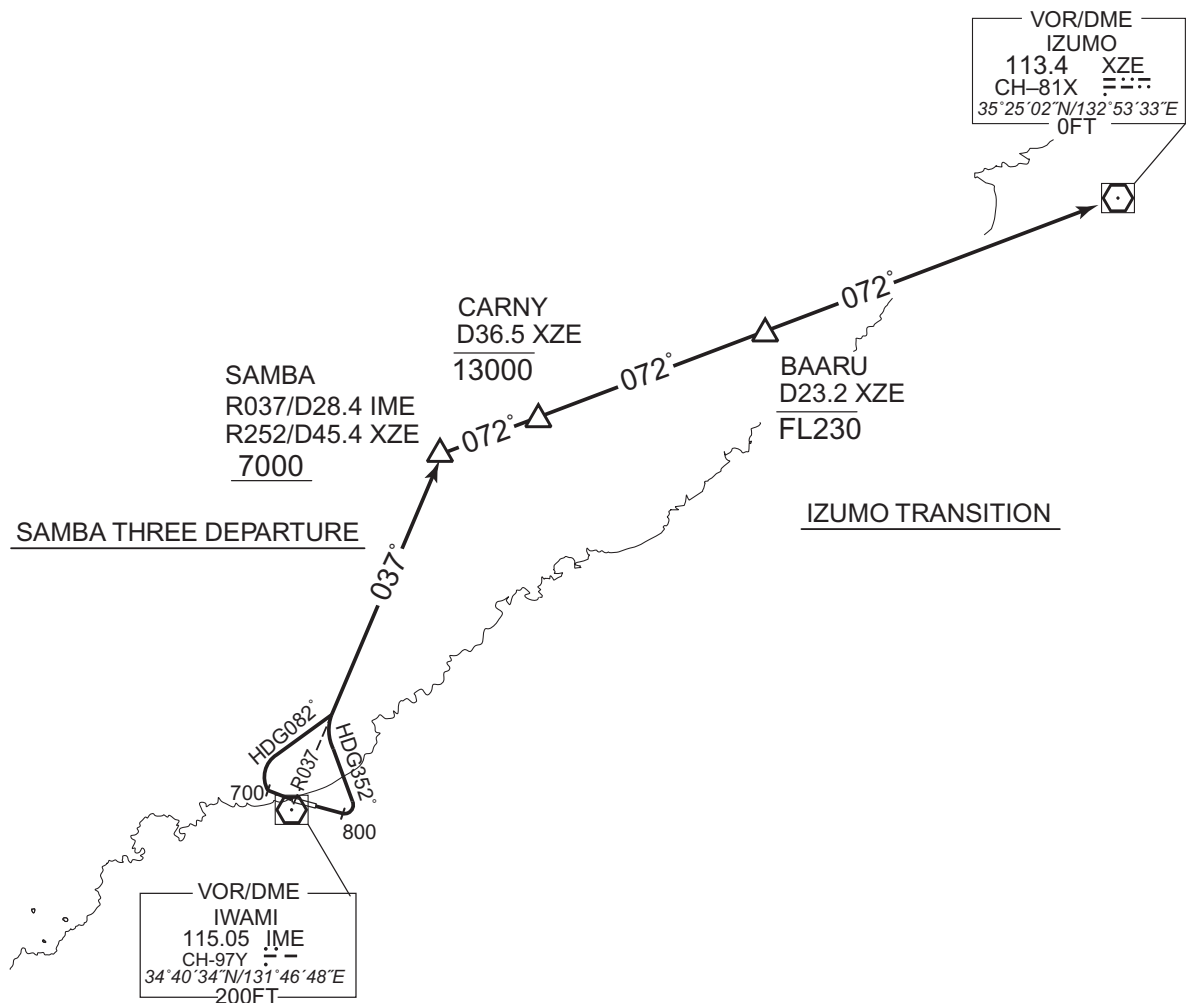 VOR/DME
IZUMO
113.4 XZE
CH–81X
35°25´02˝N/132°53´33˝E
0FT
072°
CARNY
D36.5 XZE
13000
072°
BAARU
D23.2 XZE
FL230
SAMBA
R037/D28.4 IME
R252/D45.4 XZE
7000
072°
SAMBA THREE DEPARTURE
IZUMO TRANSITION
037°
HDG082°
HDG352°
R037
700
800
VOR/DME
IWAMI
115.05 IME
CH-97Y
34°40´34˝N/131°46´48˝E
200FT